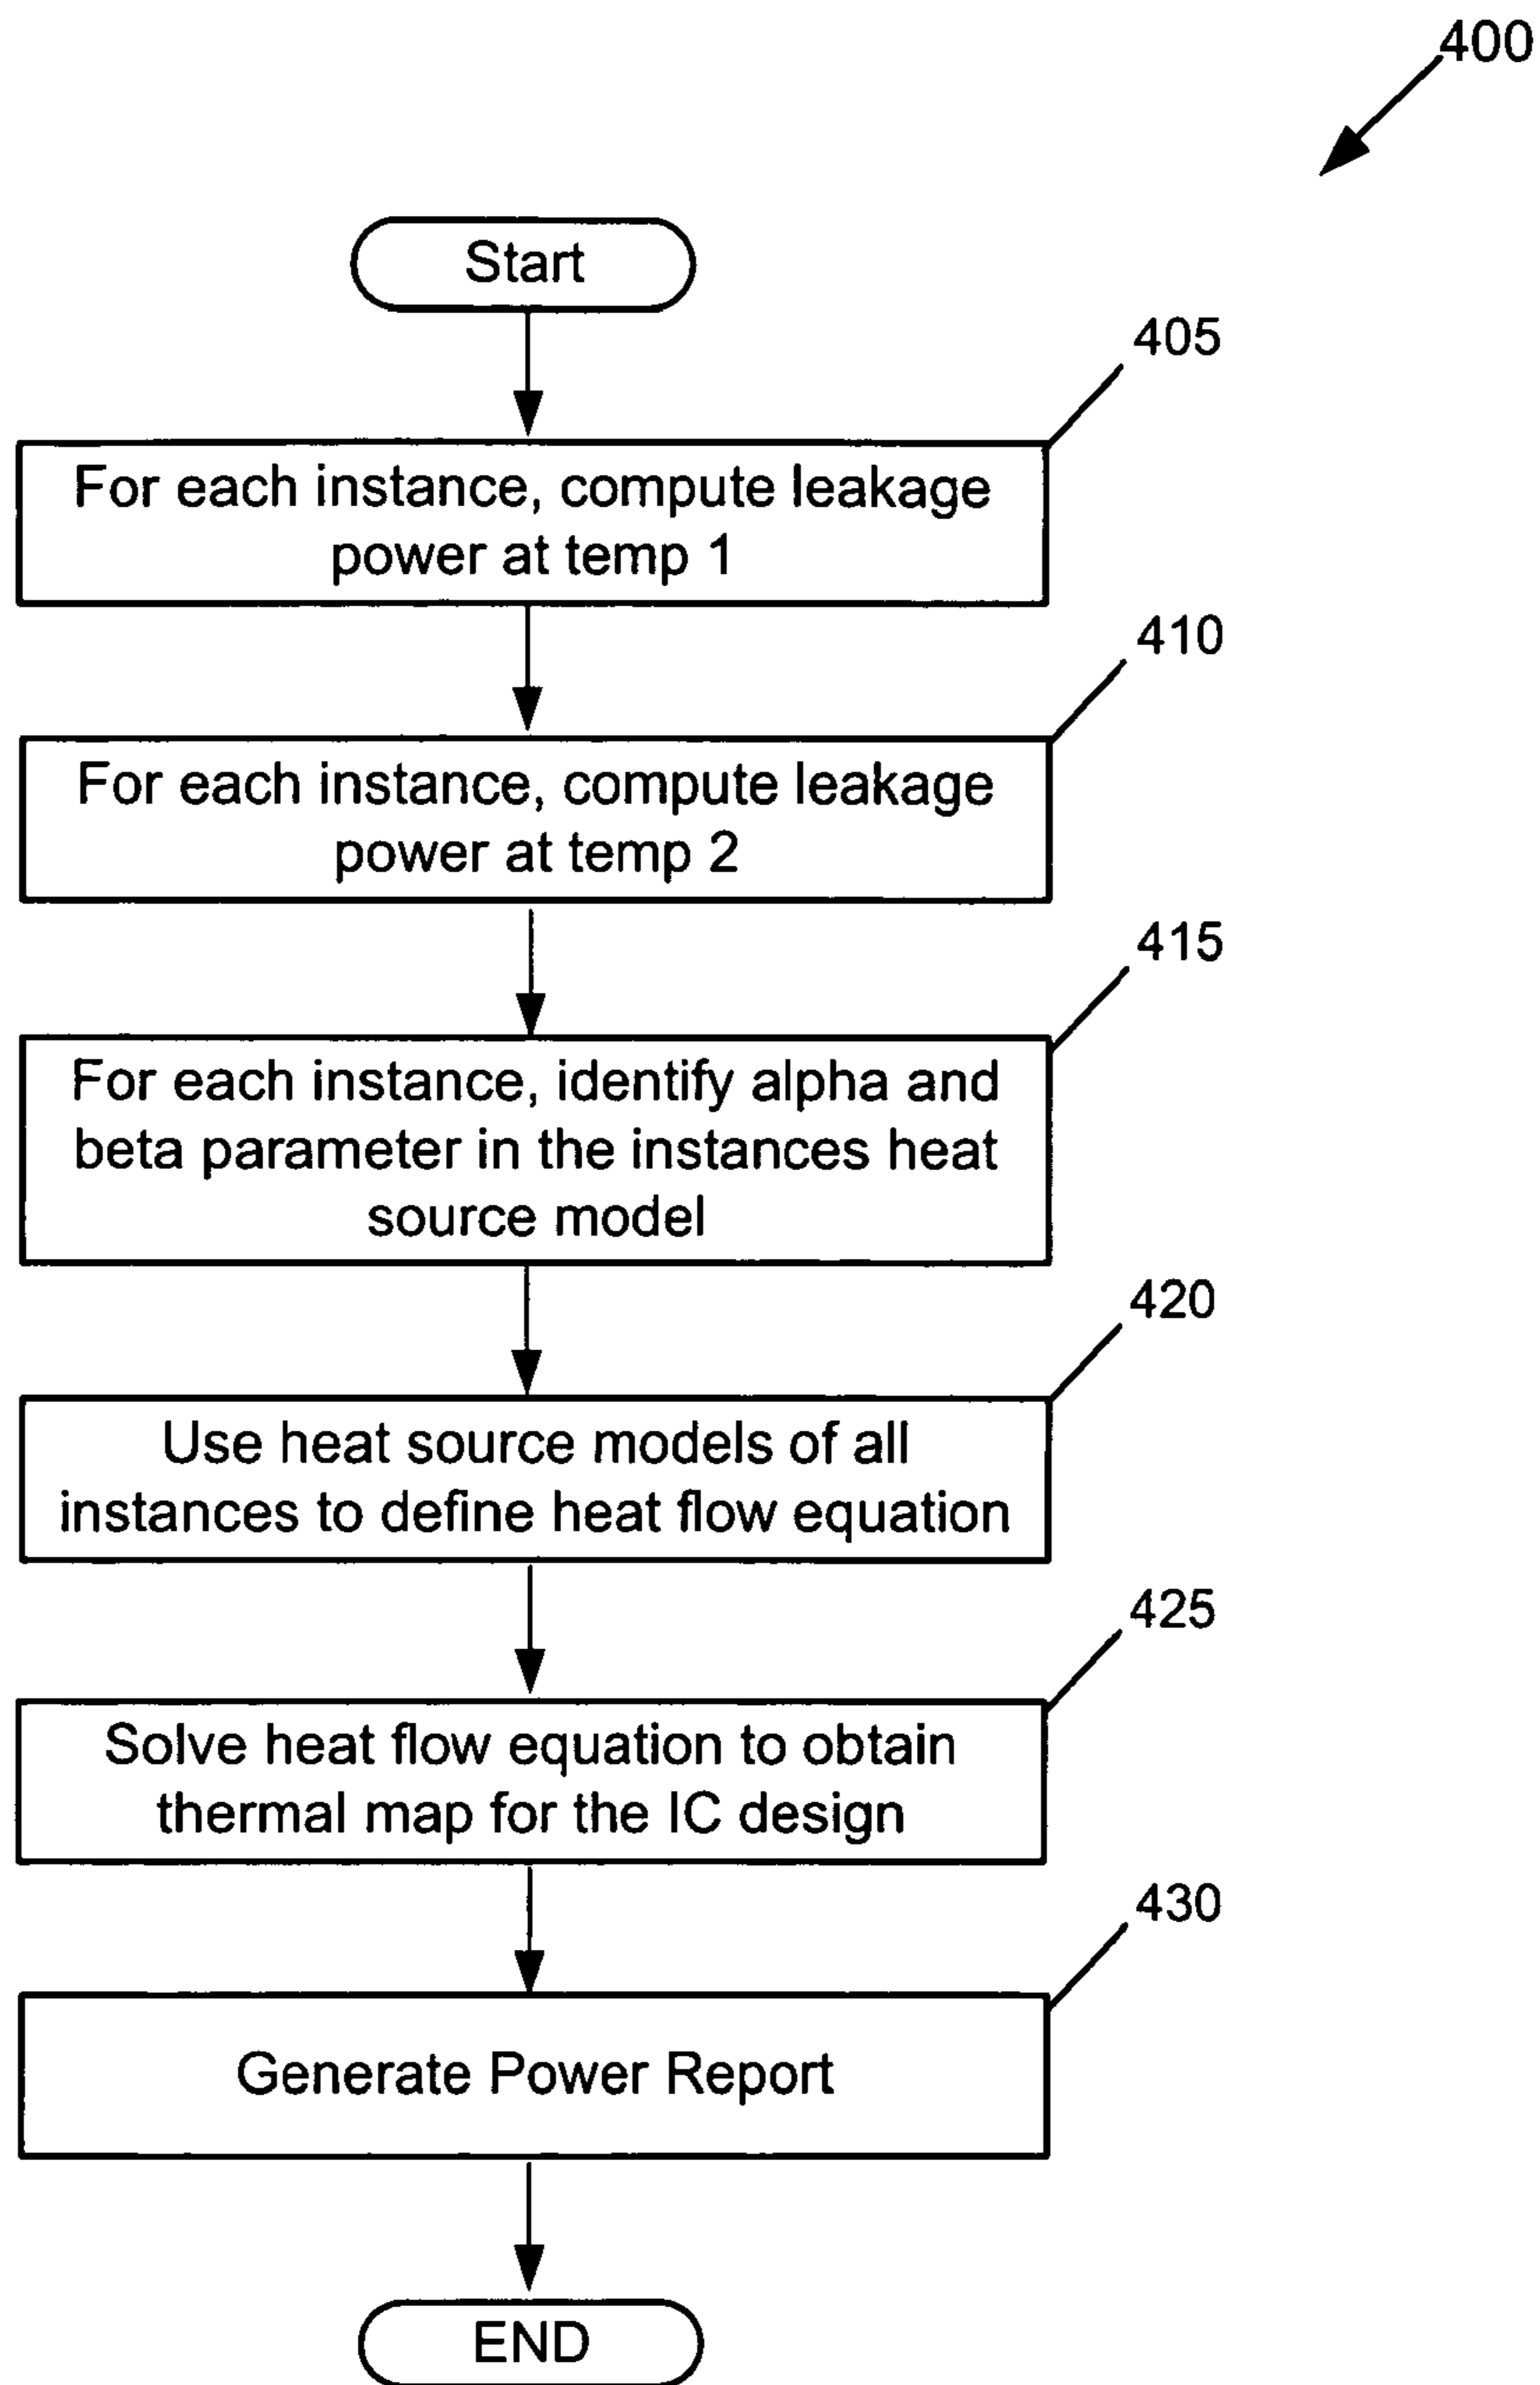 400
Start
405
For each instance, compute leakage
power at temp 1
410
For each instance, compute leakage
power at temp 2
415
For each instance, identify alpha and
beta parameter in the instances heat
source model
420
Use heat source models of all
instances to define heat flow equation
425
Solve heat flow equation to obtain
thermal map for the IC design
430
Generate Power Report
END